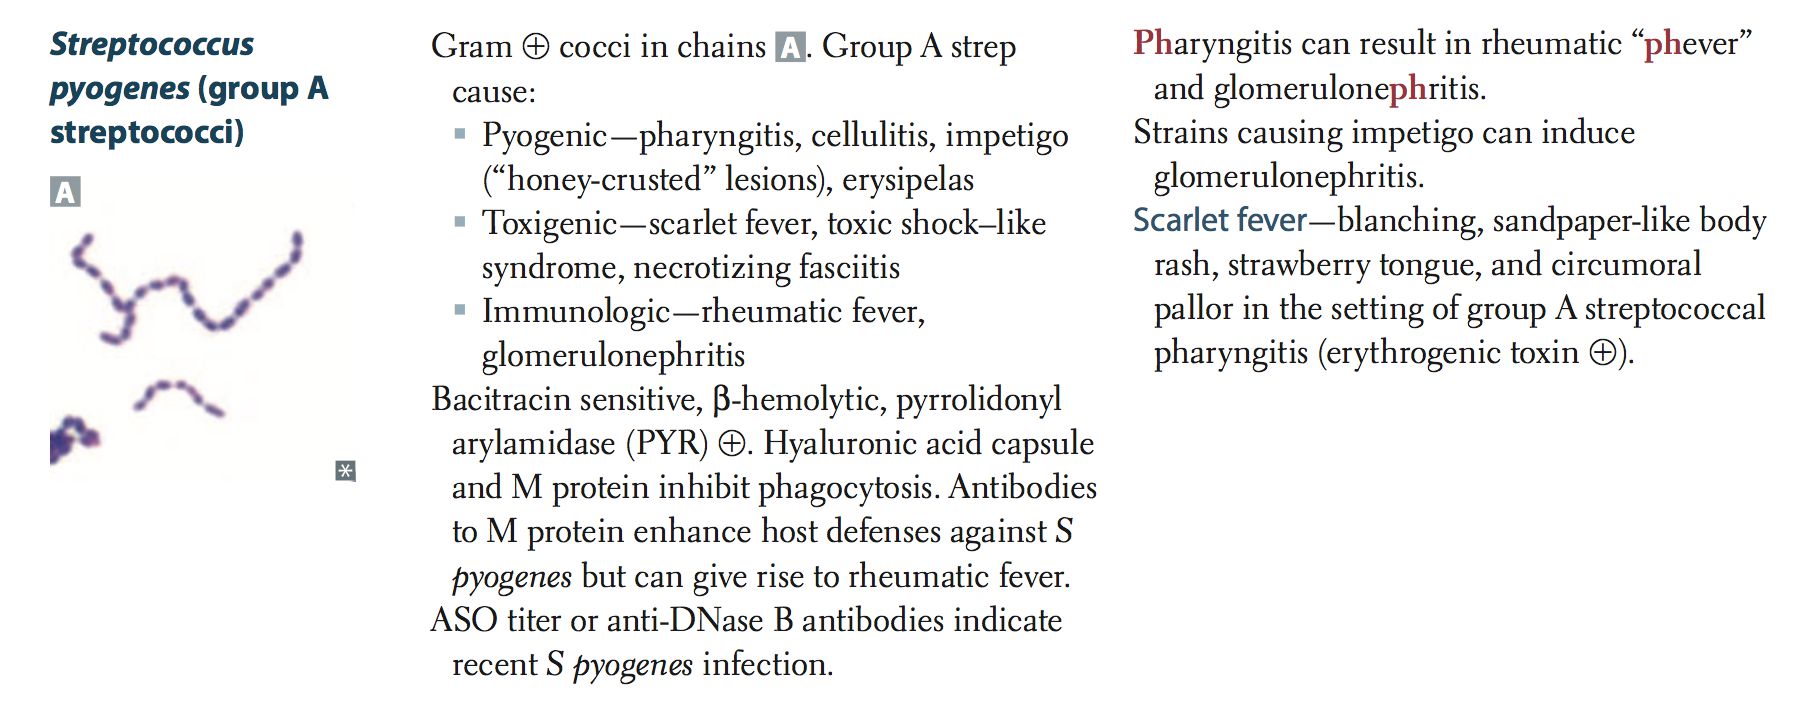 Streptococcus
pyogenes (group A
streptococci)
A
*
Gram ⊕ cocci in chains A. Group A strep
cause:
▪ Pyogenic—pharyngitis, cellulitis, impetigo
(“honey-crusted” lesions), erysipelas
▪ Toxigenic—scarlet fever, toxic shock–like
syndrome, necrotizing fasciitis
▪ Immunologic—rheumatic fever,
glomerulonephritis
Bacitracin sensitive, β-hemolytic, pyrrolidonyl
arylamidase (PYR) ⊕. Hyaluronic acid capsule
and M protein inhibit phagocytosis. Antibodies
to M protein enhance host defenses against S
pyogenes but can give rise to rheumatic fever.
ASO titer or anti-DNase B antibodies indicate
recent S pyogenes infection.
Pharyngitis can result in rheumatic “phever”
and glomerulonephritis.
Strains causing impetigo can induce
glomerulonephritis.
Scarlet fever—blanching, sandpaper-like body
rash, strawberry tongue, and circumoral
pallor in the setting of group A streptococcal
pharyngitis (erythrogenic toxin ⊕).